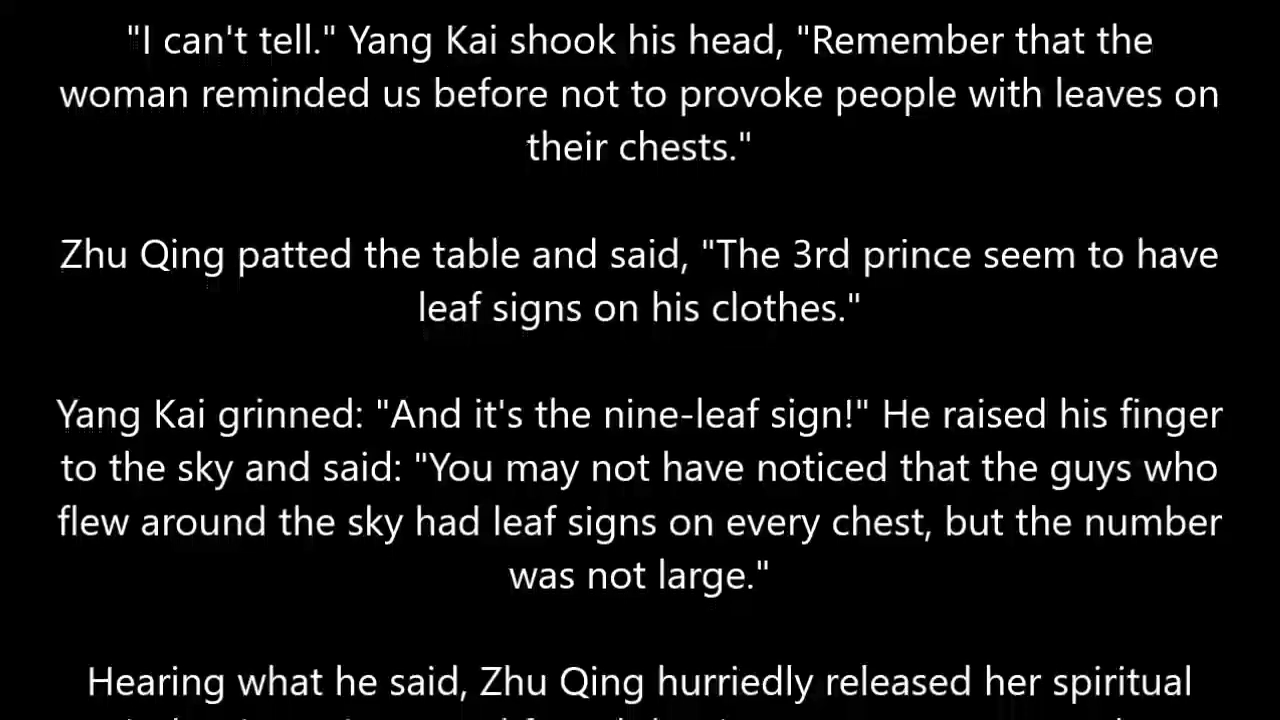 "I can't tell." Yang Kai shook his head, "Remember that the
woman reminded us before not to provoke people with leaves on
their chests."
Zhu Qing patted the table and said, "The 3rd prince seem to have
leaf signs on his clothes."
Yang Kai grinned: "And it's the nine-leaf sign!" He raised his finger
to the sky and said: "You may not have noticed that the guys who
flew around the sky had leaf signs on every chest, but the number
was not large."
Hearing what he said, Zhu Qing hurriedly released her spiritual